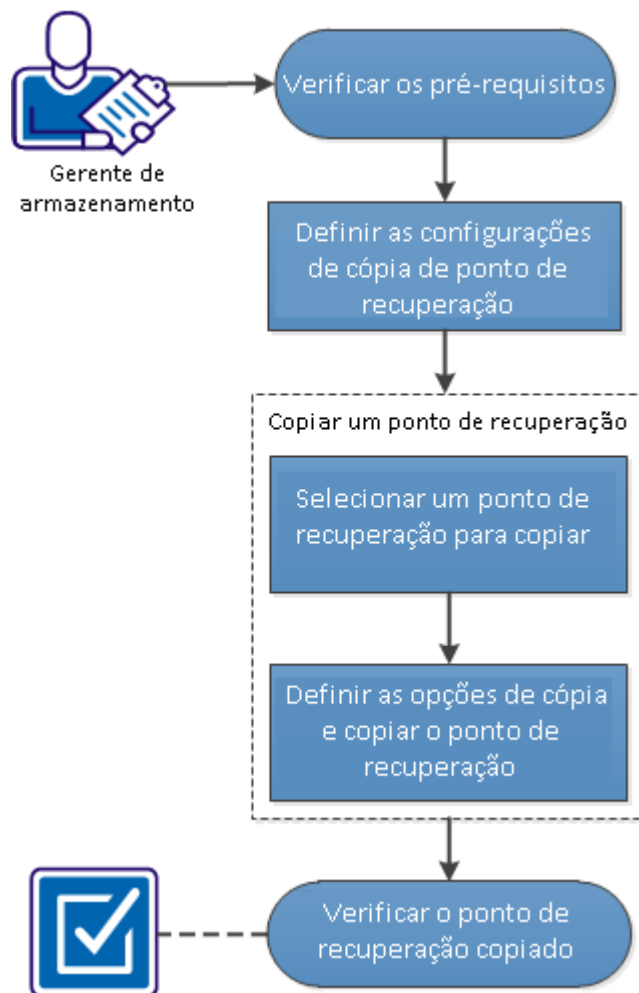 Verificar os pré-requisitos
Gerente de
armazenamento
Definir as configurações
de cópia de ponto de
recuperação
Copiar um ponto de recuperação
Selecionar um ponto de
recuperação para copiar
Definir as opções de cópia
e copiar o ponto de
recuperação
Verificar o ponto de
recuperação copiado